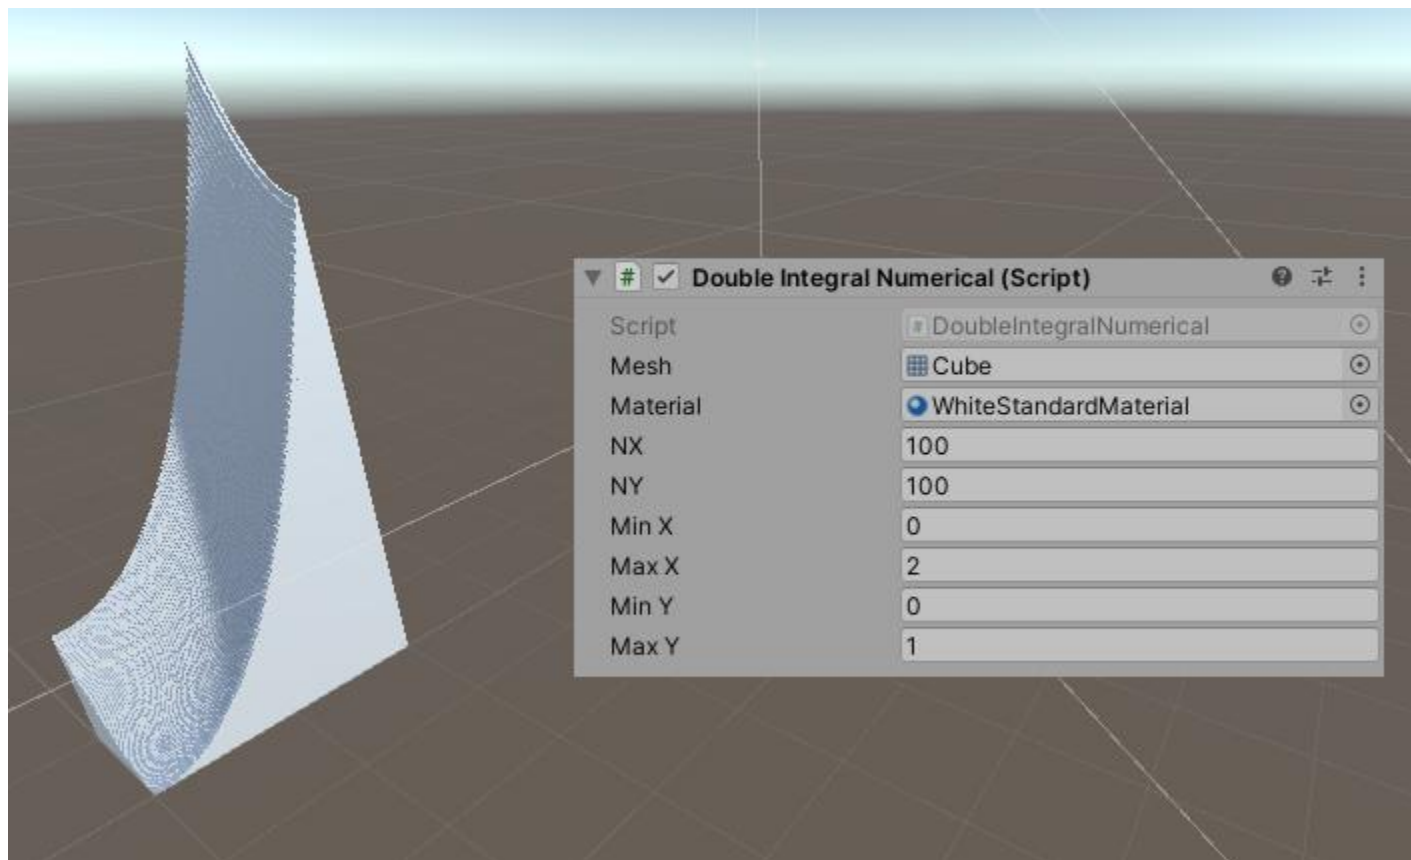 # Double Integral Numerical (Script)
Script # DoubleIntegralNumerical
Mesh Cube
Material WhiteStandardMaterial
NX 100
NY 100
Min X 0
Max X 2
Min Y 0
Max Y 1